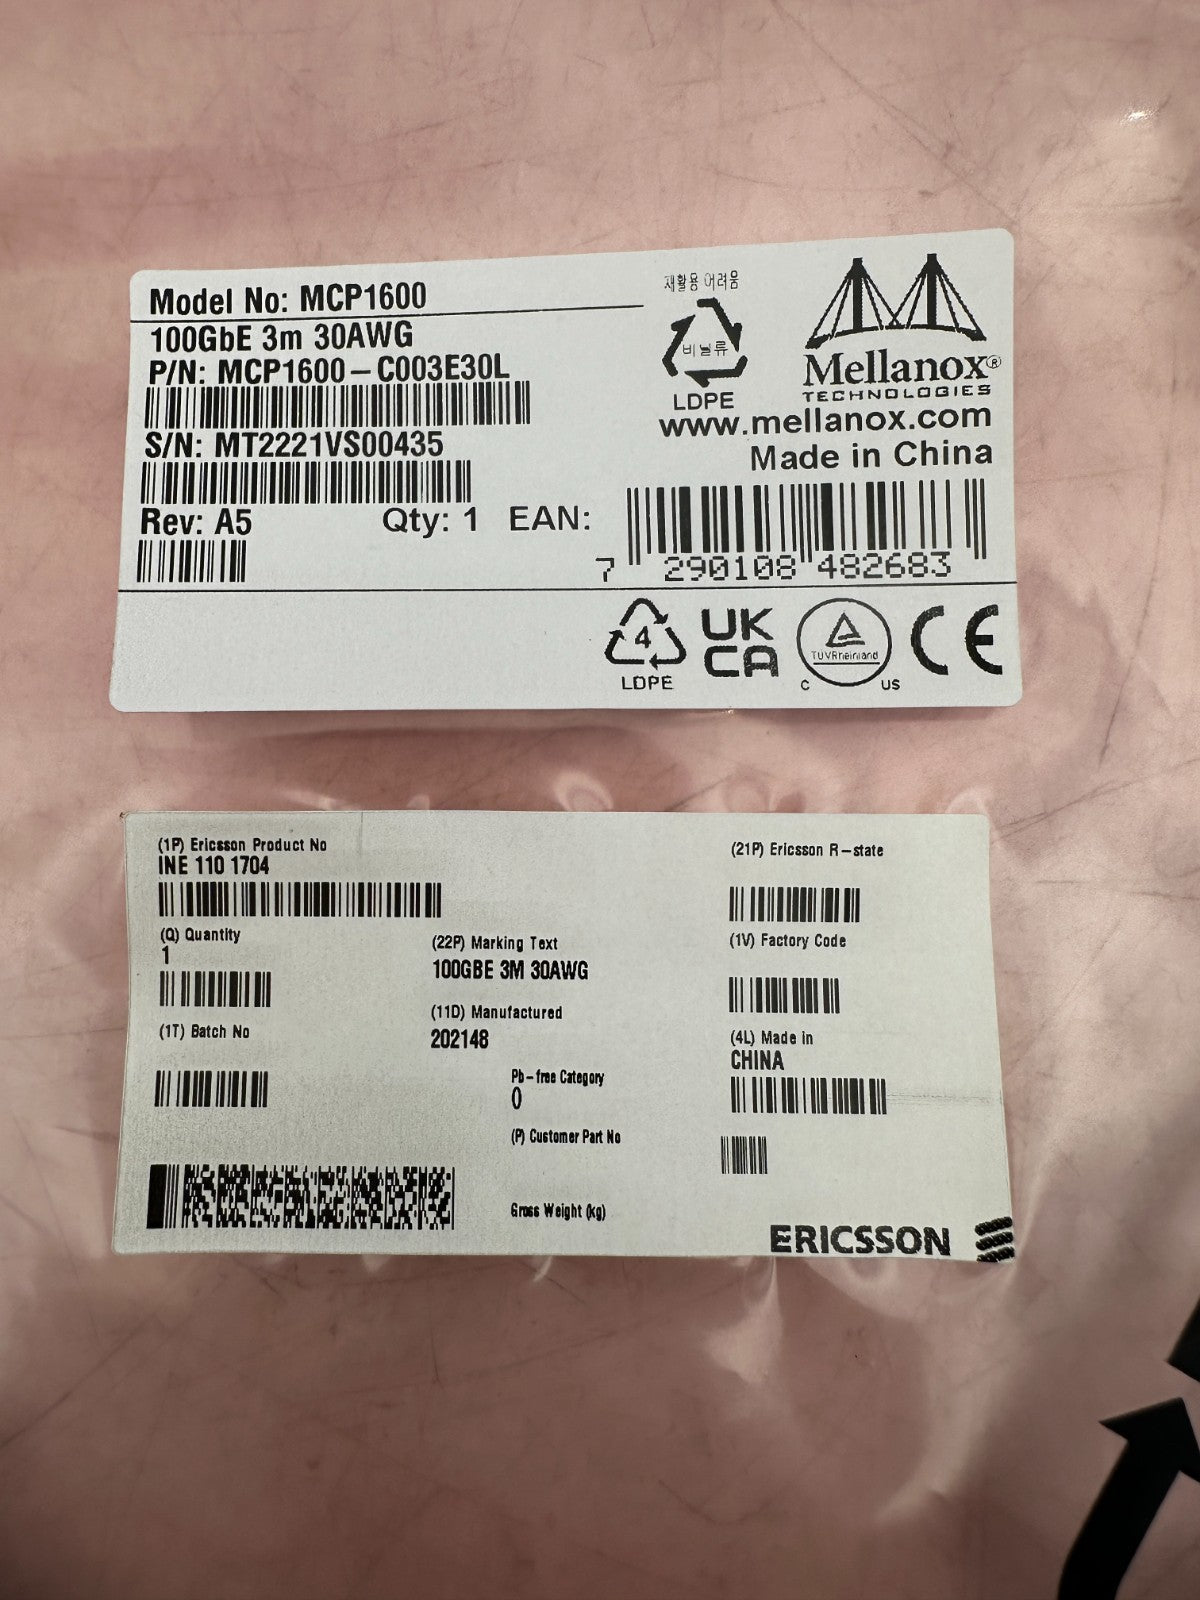 Model No: MCP1600
100GbE 3m 30AWG
P/N: MCP1600-C003E30L
S/N: MT2221VS00435
Rev: A5
Qty: 1
EAN:
7 290108 482683
재활용 어려움
비닐류
LDPE
Mellanox®
TECHNOLOGIES
www.mellanox.com
Made in China
4
LDPE
UK
CA
TÜVRheinland
C US
CE
(1P) Ericsson Product No
INE 110 1704
(21P) Ericsson R-state
(Q) Quantity
1
(22P) Marking Text
100GBE 3M 30AWG
(1V) Factory Code
(1T) Batch No
(11D) Manufactured
202148
(4L) Made in
CHINA
Pb-free Category
0
(P) Customer Part No
Gross Weight (kg)
ERICSSON